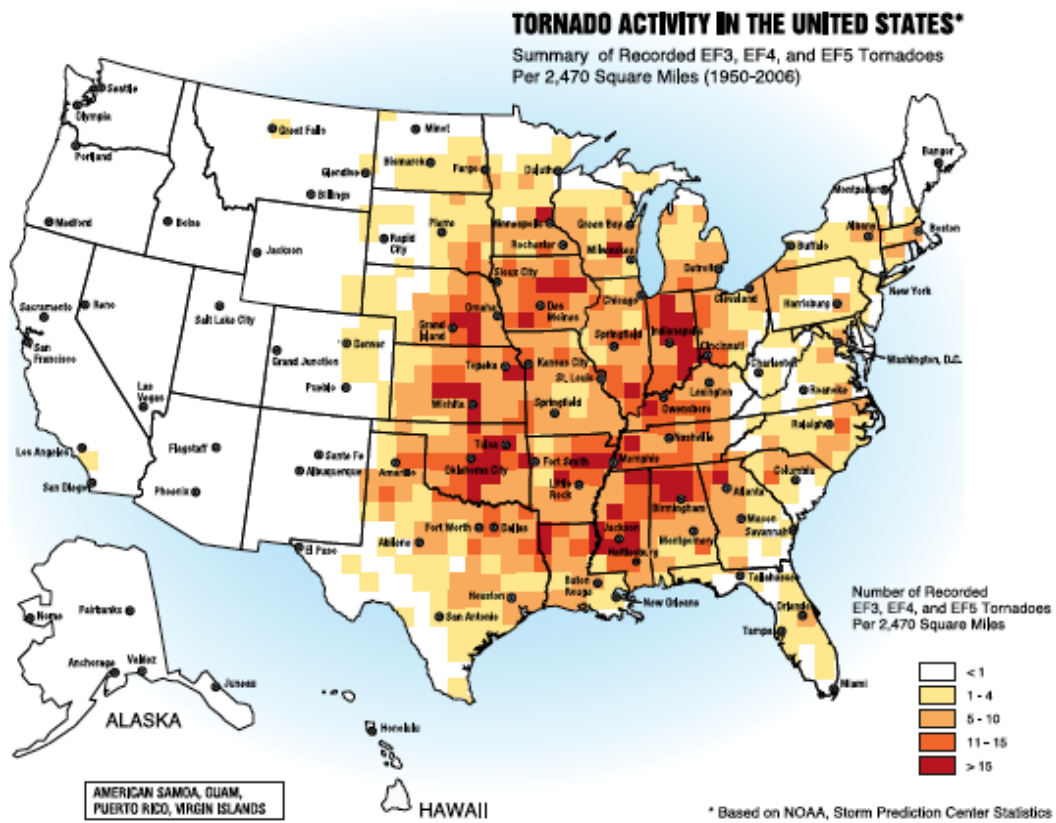 TORNADO ACTIVITY IN THE UNITED STATES*
Summary of Recorded EF3, EF4, and EF5 Tornadoes
Per 2,470 Square Miles (1950-2006)
Seattle
Olympia
Portland
Medford
Boise
Great Falls
Glendive
Billings
Minot
Bismarck
Fargo
Duluth
Bangor
Montpelier
Jackson
Rapid
City
Pierre
Minneapolis
Rochester
Green Bay
Milwaukee
Buffalo
Albany
Boston
Sacramento
San
Francisco
Reno
Salt Lake City
Sioux City
Omaha
Des
Moines
Chicago
Detroit
Cleveland
Harrisburg
New York
Grand Junction
Denver
Pueblo
Grand
Island
Topeka
Kansas City
Springfield
St. Louis
Indianapolis
Cincinnati
Charleston
Washington, D.C.
Las
Vegas
Wichita
Springfield
Owensboro
Lexington
Roanoke
Raleigh
Los Angeles
San Diego
Flagstaff
Phoenix
Santa Fe
Albuquerque
Amarillo
Tulsa
Oklahoma City
Fort Smith
Little
Rock
Memphis
Nashville
Columbia
Atlanta
Birmingham
El Paso
Abilene
Fort Worth
Dallas
Jackson
Hattiesburg
Montgomery
Macon
Savannah
Houston
San Antonio
Baton
Rouge
New Orleans
Tallahassee
Orlando
Tampa
Miami
Nome
Fairbanks
Anchorage
Valdez
Juneau
ALASKA
Honolulu
HAWAII
Number of Recorded
EF3, EF4, and EF5 Tornadoes
Per 2,470 Square Miles
< 1
1 - 4
5 - 10
11 - 15
> 15
AMERICAN SAMOA, GUAM,
PUERTO RICO, VIRGIN ISLANDS
* Based on NOAA, Storm Prediction Center Statistics